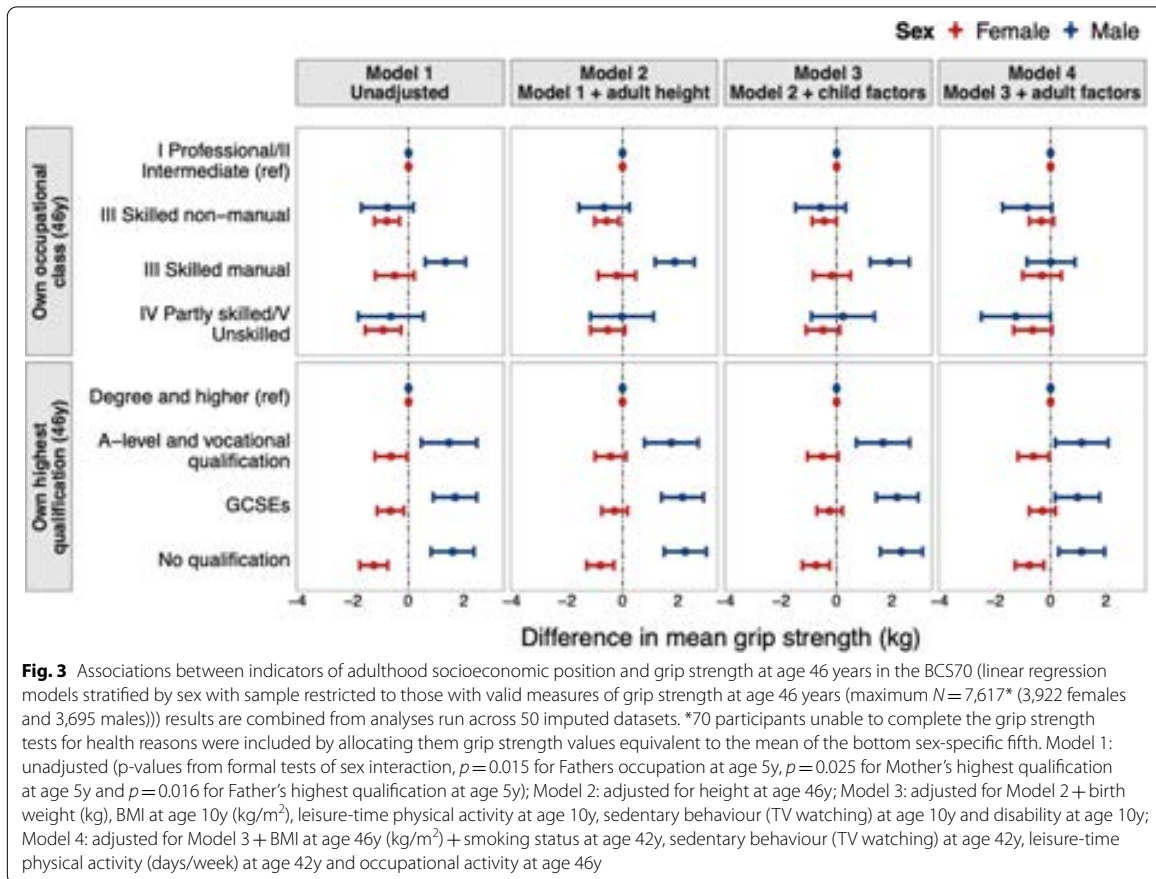 Sex Female Male
Model 1
Unadjusted
Model 2
Model 1 + adult height
Model 3
Model 2 + child factors
Model 4
Model 3 + adult factors
Own occupational
class (46y)
I Professional/II
Intermediate (ref)
III Skilled non−manual
III Skilled manual
IV Partly skilled/V
Unskilled
Own highest
qualification (46y)
Degree and higher (ref)
A−level and vocational
qualification
GCSEs
No qualification
−4 −2 0 2 −4 −2 0 2 −4 −2 0 2 −4 −2 0 2
Difference in mean grip strength (kg)
Fig. 3 Associations between indicators of adulthood socioeconomic position and grip strength at age 46 years in the BCS70 (linear regression
models stratified by sex with sample restricted to those with valid measures of grip strength at age 46 years (maximum N = 7,617* (3,922 females
and 3,695 males))) results are combined from analyses run across 50 imputed datasets. *70 participants unable to complete the grip strength
tests for health reasons were included by allocating them grip strength values equivalent to the mean of the bottom sex-specific fifth. Model 1:
unadjusted (p-values from formal tests of sex interaction, p = 0.015 for Fathers occupation at age 5y, p = 0.025 for Mother's highest qualification
at age 5y and p = 0.016 for Father's highest qualification at age 5y); Model 2: adjusted for height at age 46y; Model 3: adjusted for Model 2 + birth
weight (kg), BMI at age 10y (kg/m²), leisure-time physical activity at age 10y, sedentary behaviour (TV watching) at age 10y and disability at age 10y;
Model 4: adjusted for Model 3 + BMI at age 46y (kg/m²) + smoking status at age 42y, sedentary behaviour (TV watching) at age 42y, leisure-time
physical activity (days/week) at age 42y and occupational activity at age 46y